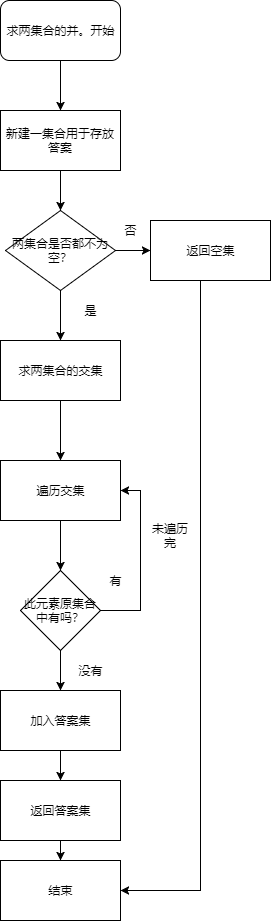 求两集合的并。开始
新建一集合用于存放
答案
两集合是否都不为
空？
否
返回空集
是
求两集合的交集
遍历交集
未遍历
完
有
此元素原集合
中有吗？
没有
加入答案集
返回答案集
结束